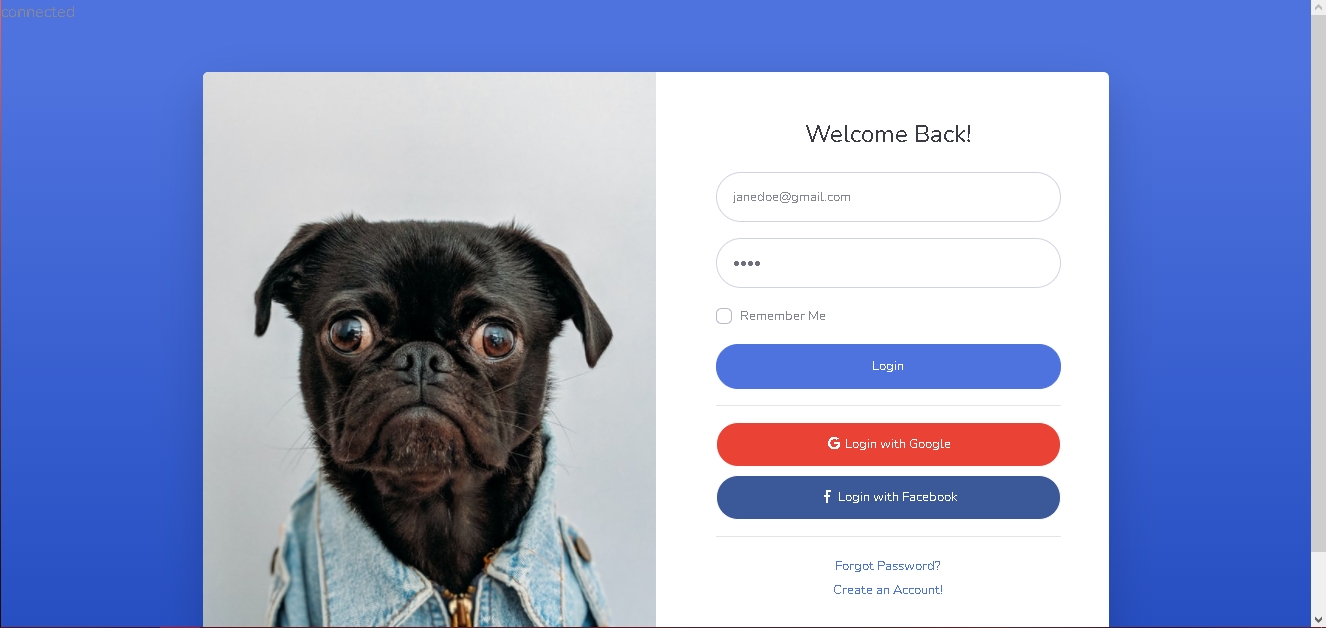 connected
Welcome Back!
janedoe@gmail.com
••••
Remember Me
Login
G Login with Google
f Login with Facebook
Forgot Password?
Create an Account!